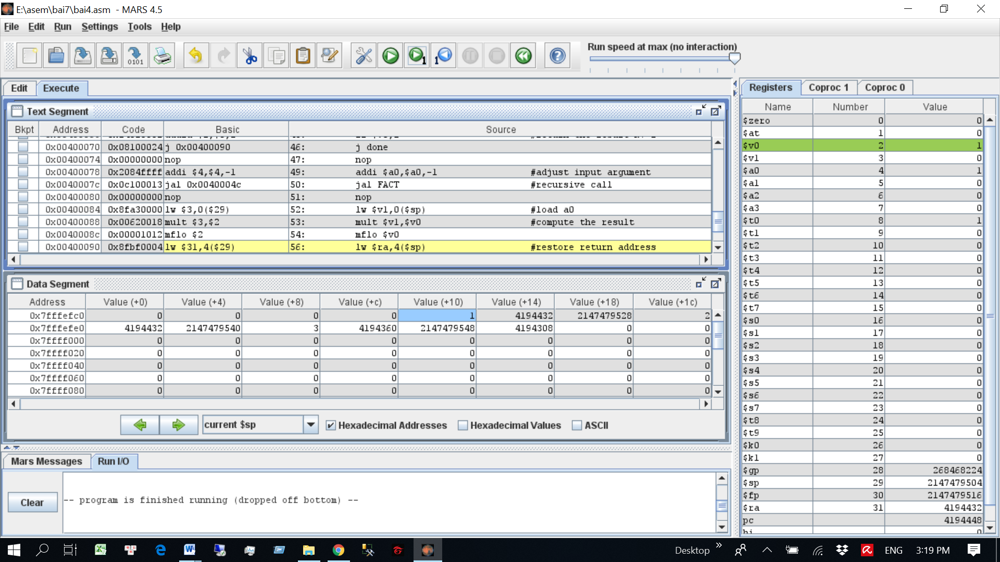 E:\asem\bai7\bai4.asm - MARS 4.5
File Edit Run Settings Tools Help
Run speed at max (no interaction)
Edit Execute
Text Segment
Bkpt Address Code Basic Source
0x00400070 0x08100024 j 0x00400090 46: j done
0x00400074 0x00000000 nop 47: nop
0x00400078 0x2084ffff addi $4,$4,-1 49: addi $a0,$a0,-1 #adjust input argument
0x0040007c 0x0c100013 jal 0x0040004c 50: jal FACT #recursive call
0x00400080 0x00000000 nop 51: nop
0x00400084 0x8fa30000 lw $3,0($29) 52: lw $v1,0($sp) #load a0
0x00400088 0x00620018 mult $3,$2 53: mult $v1,$v0 #compute the result
0x0040008c 0x00001012 mflo $2 54: mflo $v0
0x00400090 0x8fbf0004 lw $31,4($29) 56: lw $ra,4($sp) #restore return address
Data Segment
Address Value (+0) Value (+4) Value (+8) Value (+c) Value (+10) Value (+14) Value (+18) Value (+1c)
0x7fffefc0 0 0 0 0 1 4194432 2147479528 2
0x7fffefe0 4194432 2147479540 3 4194360 2147479548 4194308 0 0
0x7ffff000 0 0 0 0 0 0 0 0
0x7ffff020 0 0 0 0 0 0 0 0
0x7ffff040 0 0 0 0 0 0 0 0
0x7ffff060 0 0 0 0 0 0 0 0
0x7ffff080 0 0 0 0 0 0 0 0
current $sp Hexadecimal Addresses Hexadecimal Values ASCII
Mars Messages Run I/O
Clear
-- program is finished running (dropped off bottom) --
Registers Coproc 1 Coproc 0
Name Number Value
$zero 0 0
$at 1 0
$v0 2 1
$v1 3 0
$a0 4 1
$a1 5 0
$a2 6 0
$a3 7 0
$t0 8 1
$t1 9 0
$t2 10 0
$t3 11 0
$t4 12 0
$t5 13 0
$t6 14 0
$t7 15 0
$s0 16 0
$s1 17 0
$s2 18 0
$s3 19 0
$s4 20 0
$s5 21 0
$s6 22 0
$s7 23 0
$t8 24 0
$t9 25 0
$k0 26 0
$k1 27 0
$gp 28 268468224
$sp 29 2147479504
$fp 30 2147479516
$ra 31 4194432
pc 4194448
hi 0
Desktop ENG 3:19 PM